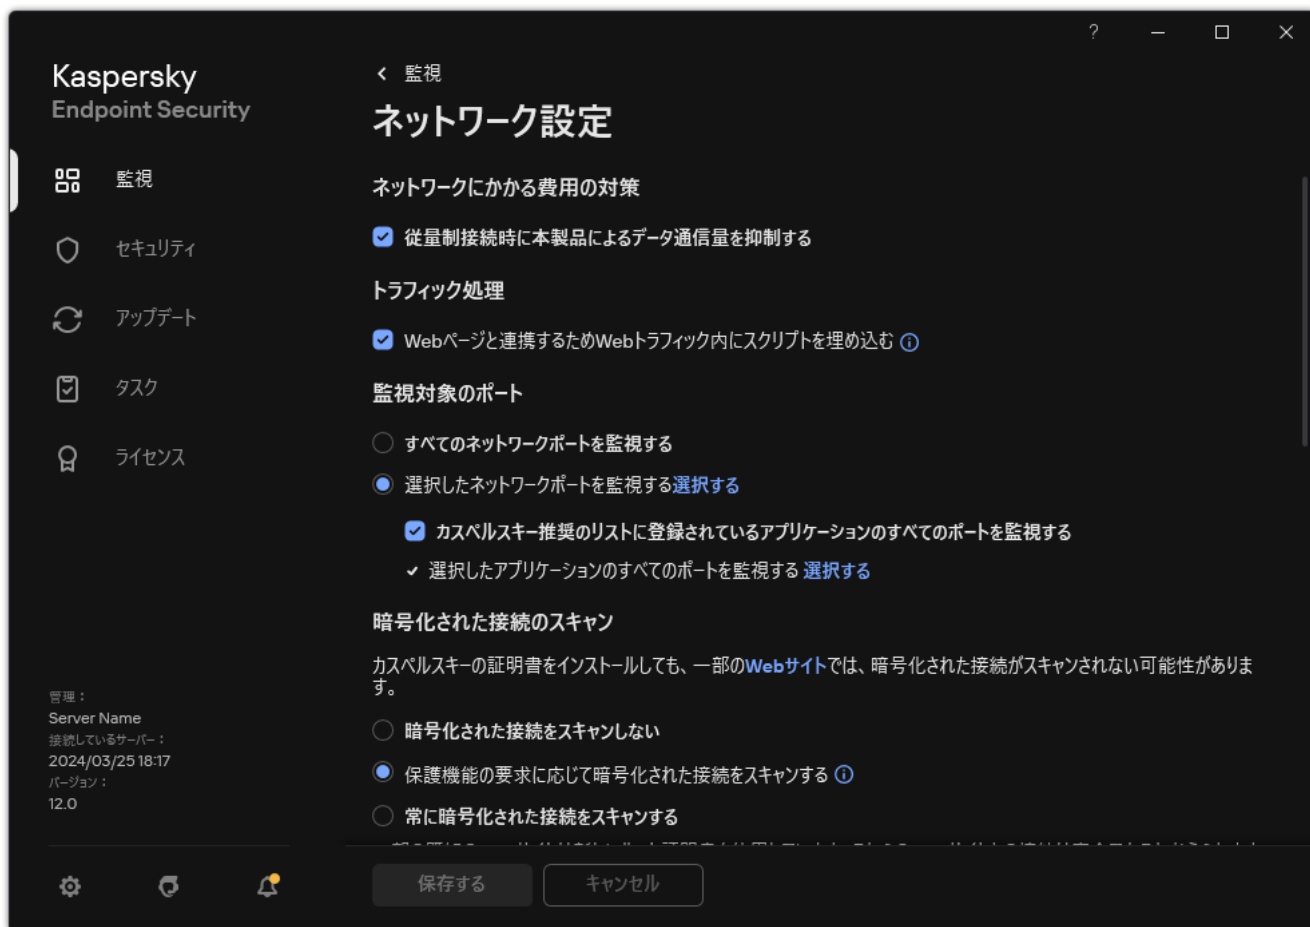 ?
Kaspersky
Endpoint Security
監視
セキュリティ
アップデート
タスク
ライセンス
管理：
Server Name
接続しているサーバー：
2024/03/25 18:17
バージョン：
12.0
監視
ネットワーク設定
ネットワークにかかる費用の対策
従量制接続時に本製品によるデータ通信量を抑制する
トラフィック処理
Webページと連携するためWebトラフィック内にスクリプトを埋め込む
監視対象のポート
すべてのネットワークポートを監視する
選択したネットワークポートを監視する選択する
カスペルスキー推奨のリストに登録されているアプリケーションのすべてのポートを監視する
選択したアプリケーションのすべてのポートを監視する 選択する
暗号化された接続のスキャン
カスペルスキーの証明書をインストールしても、一部のWebサイトでは、暗号化された接続がスキャンされない可能性がありま
す。
暗号化された接続をスキャンしない
保護機能の要求に応じて暗号化された接続をスキャンする
常に暗号化された接続をスキャンする
保存する
キャンセル